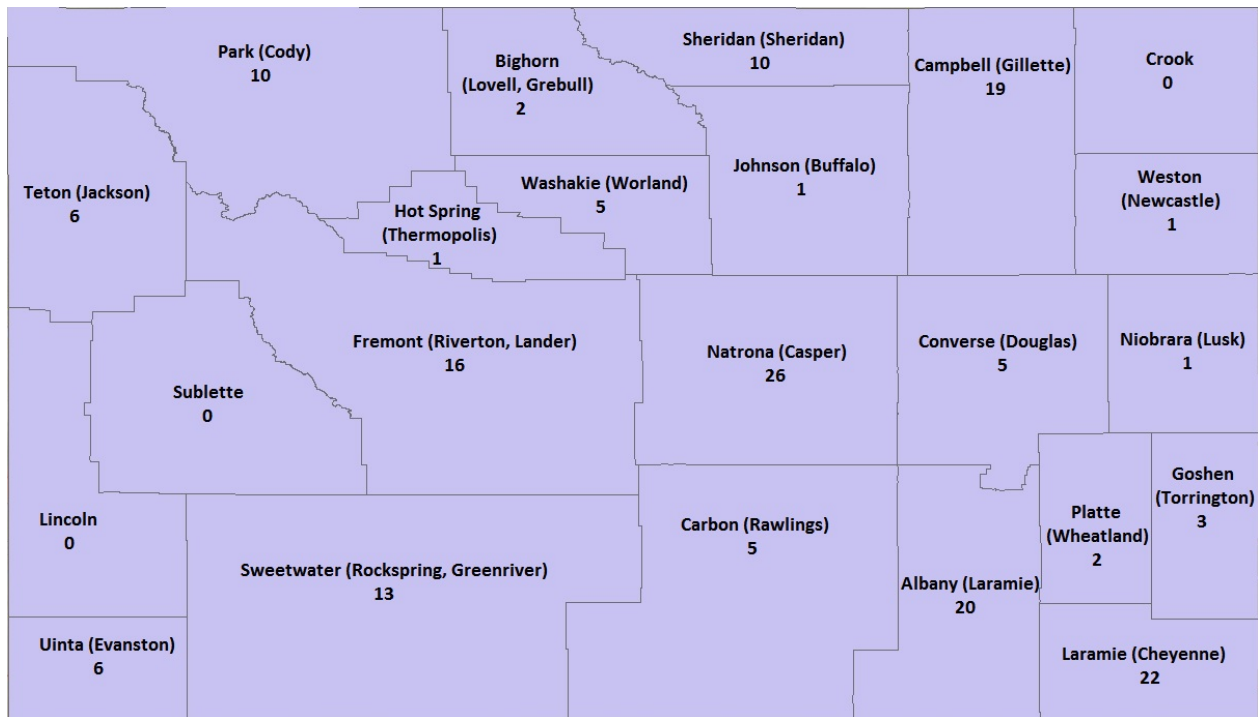 Park (Cody)
10
Bighorn
(Lovell, Grebull)
2
Sheridan (Sheridan)
10
Campbell (Gillette)
19
Crook
0
Teton (Jackson)
6
Hot Spring
(Thermopolis)
1
Washakie (Worland)
5
Johnson (Buffalo)
1
Weston
(Newcastle)
1
Sublette
0
Fremont (Riverton, Lander)
16
Natrona (Casper)
26
Converse (Douglas)
5
Niobrara (Lusk)
1
Lincoln
0
Sweetwater (Rockspring, Greenriver)
13
Carbon (Rawlings)
5
Albany (Laramie)
20
Platte
(Wheatland)
2
Goshen
(Torrington)
3
Uinta (Evanston)
6
Laramie (Cheyenne)
22